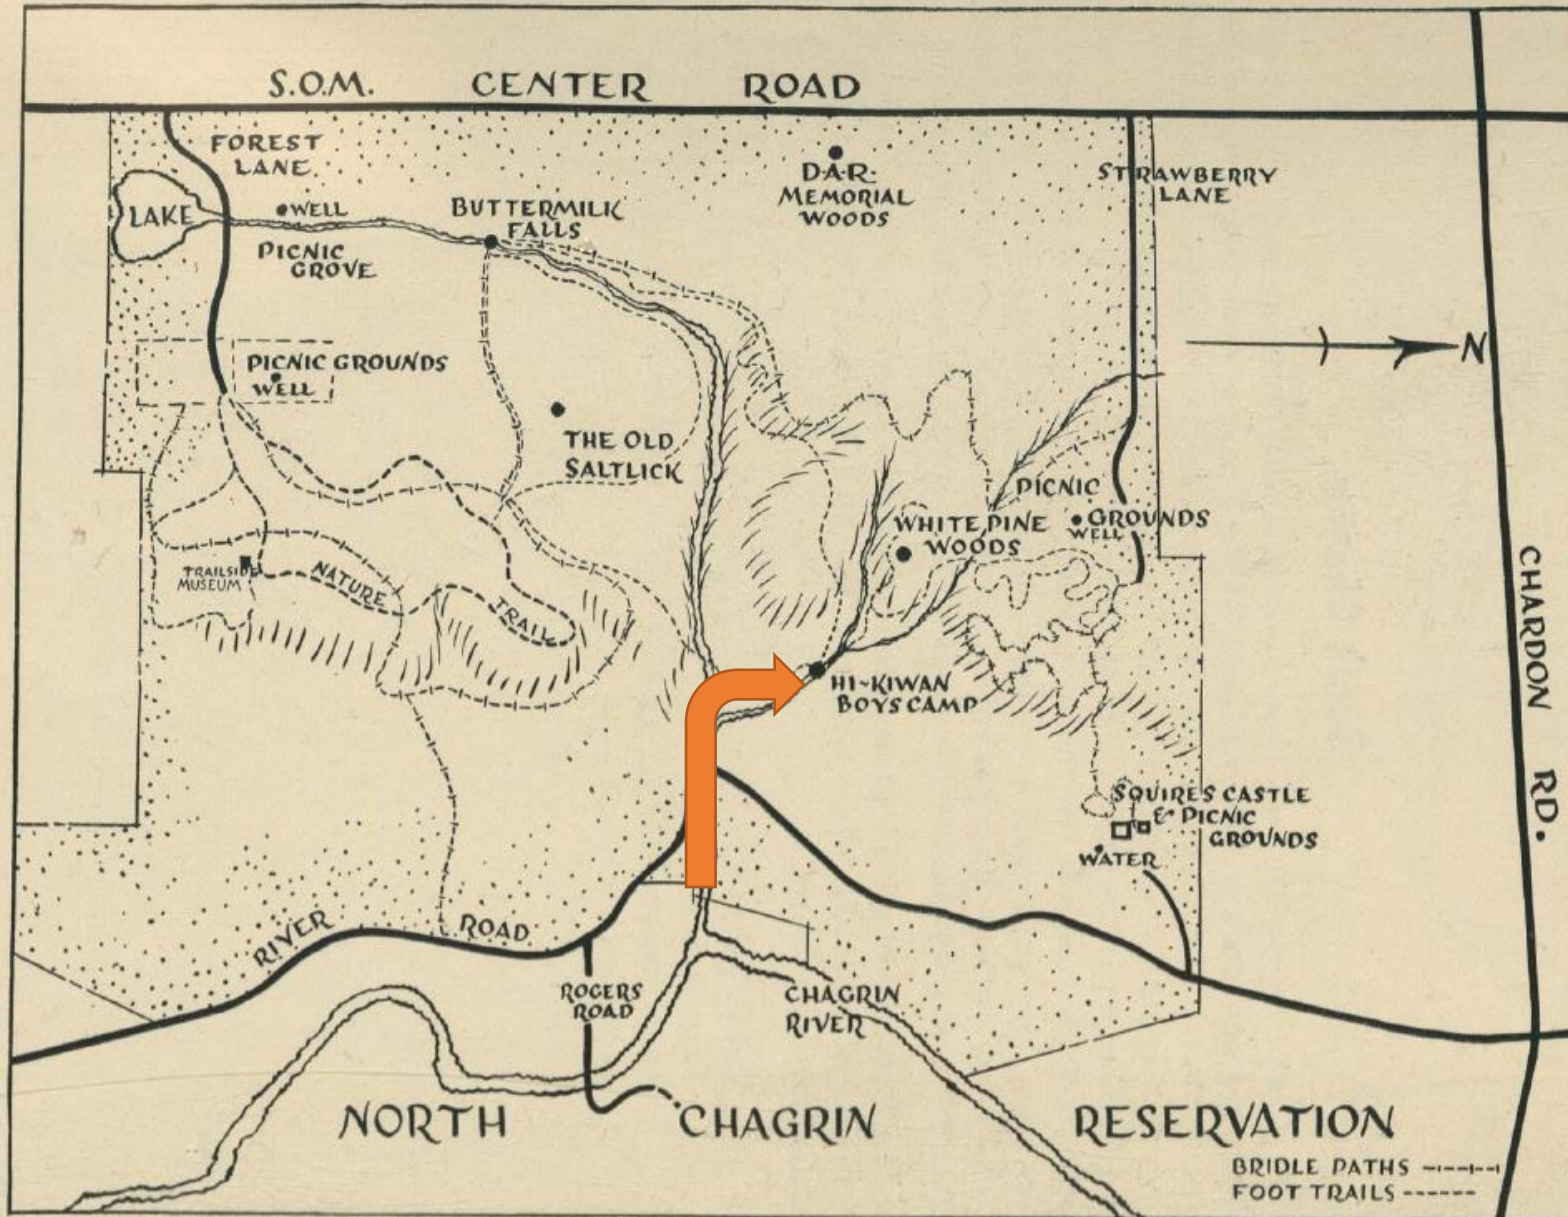 S.O.M. CENTER ROAD
FOREST
LANE
D·A·R·
MEMORIAL
WOODS
STRAWBERRY
LANE
LAKE
WELL
BUTTERMILK
FALLS
PICNIC
GROVE
N
PICNIC GROUNDS
WELL
THE OLD
SALTLICK
PICNIC
GROUNDS
WELL
WHITE PINE
WOODS
TRAILSIDE
MUSEUM
NATURE
TRAIL
CHARDON RD.
HI-KIWAN
BOYS CAMP
SQUIRES CASTLE
& PICNIC
GROUNDS
WATER
RIVER ROAD
ROGERS
ROAD
CHAGRIN
RIVER
NORTH CHAGRIN RESERVATION
BRIDLE PATHS
FOOT TRAILS